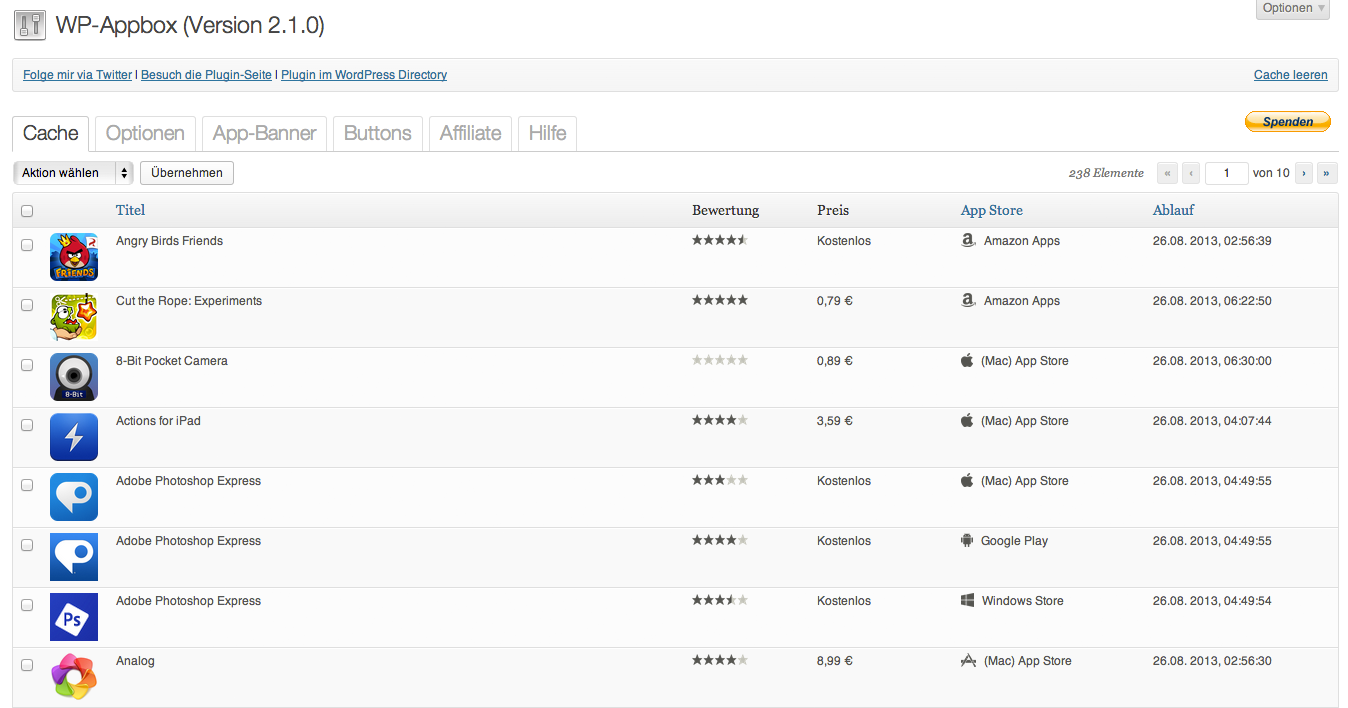 WP-Appbox (Version 2.1.0)
Optionen
Folge mir via Twitter | Besuch die Plugin-Seite | Plugin im WordPress Directory
Cache leeren
Cache Optionen App-Banner Buttons Affiliate Hilfe
Spenden
Aktion wählen Übernehmen 238 Elemente « ‹ 1 von 10 › »
Titel Bewertung Preis App Store Ablauf
Angry Birds Friends Kostenlos Amazon Apps 26.08. 2013, 02:56:39
FRIENDS
Cut the Rope: Experiments 0,79 € Amazon Apps 26.08. 2013, 06:22:50
8-Bit Pocket Camera 0,89 € (Mac) App Store 26.08. 2013, 06:30:00
8-Bit
Actions for iPad 3,59 € (Mac) App Store 26.08. 2013, 04:07:44
Adobe Photoshop Express Kostenlos (Mac) App Store 26.08. 2013, 04:49:55
Adobe Photoshop Express Kostenlos Google Play 26.08. 2013, 04:49:55
Adobe Photoshop Express Kostenlos Windows Store 26.08. 2013, 04:49:54
Ps
Analog 8,99 € (Mac) App Store 26.08. 2013, 02:56:30